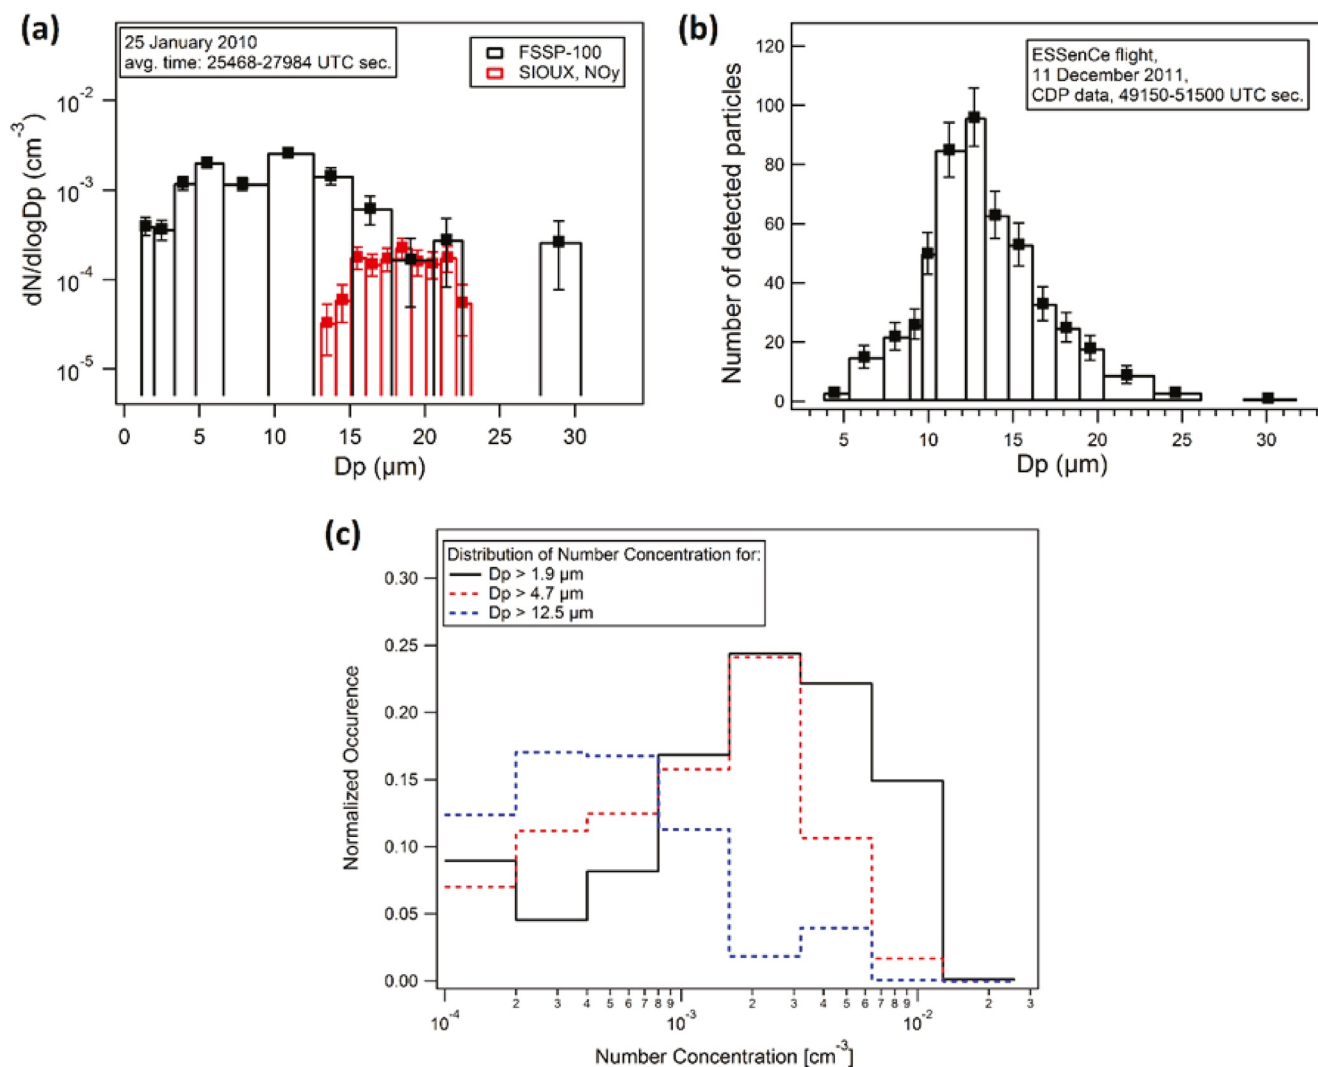 (a)
25 January 2010
avg. time: 25468-27984 UTC sec.
FSSP-100
SIOUX, NOy
dN/dlogDp (cm⁻³)
10⁻²
10⁻³
10⁻⁴
10⁻⁵
0 5 10 15 20 25 30
Dp (µm)
(b)
ESSenCe flight,
11 December 2011,
CDP data, 49150-51500 UTC sec.
Number of detected particles
120
100
80
60
40
20
0
5 10 15 20 25 30
Dp (µm)
(c)
Distribution of Number Concentration for:
Dp > 1.9 µm
Dp > 4.7 µm
Dp > 12.5 µm
Normalized Occurence
0.30
0.25
0.20
0.15
0.10
0.05
0.00
2 3 4 5 6 7 8 9 2 3 4 5 6 7 8 9 2 3
10⁻⁴ 10⁻³ 10⁻²
Number Concentration [cm⁻³]